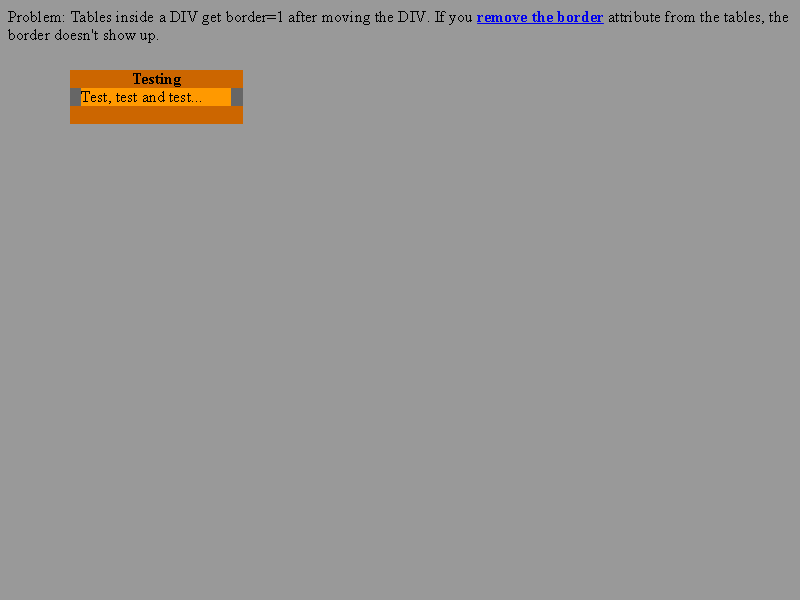 Problem: Tables inside a DIV get border=1 after moving the DIV. If you remove the border attribute from the tables, the
border doesn't show up.
Testing
Test, test and test...